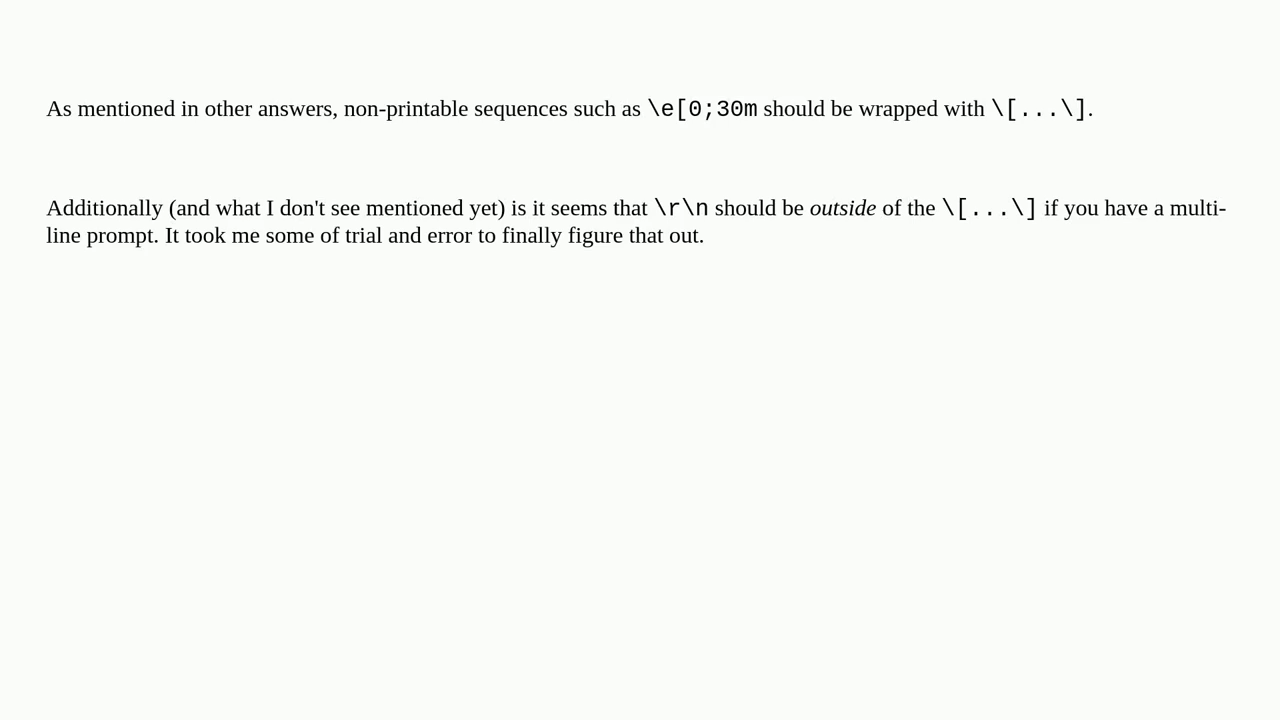 As mentioned in other answers, non-printable sequences such as \e[0;30m should be wrapped with \[...\].
Additionally (and what I don't see mentioned yet) is it seems that \r\n should be outside of the \[...\] if you have a multi-
line prompt. It took me some of trial and error to finally figure that out.